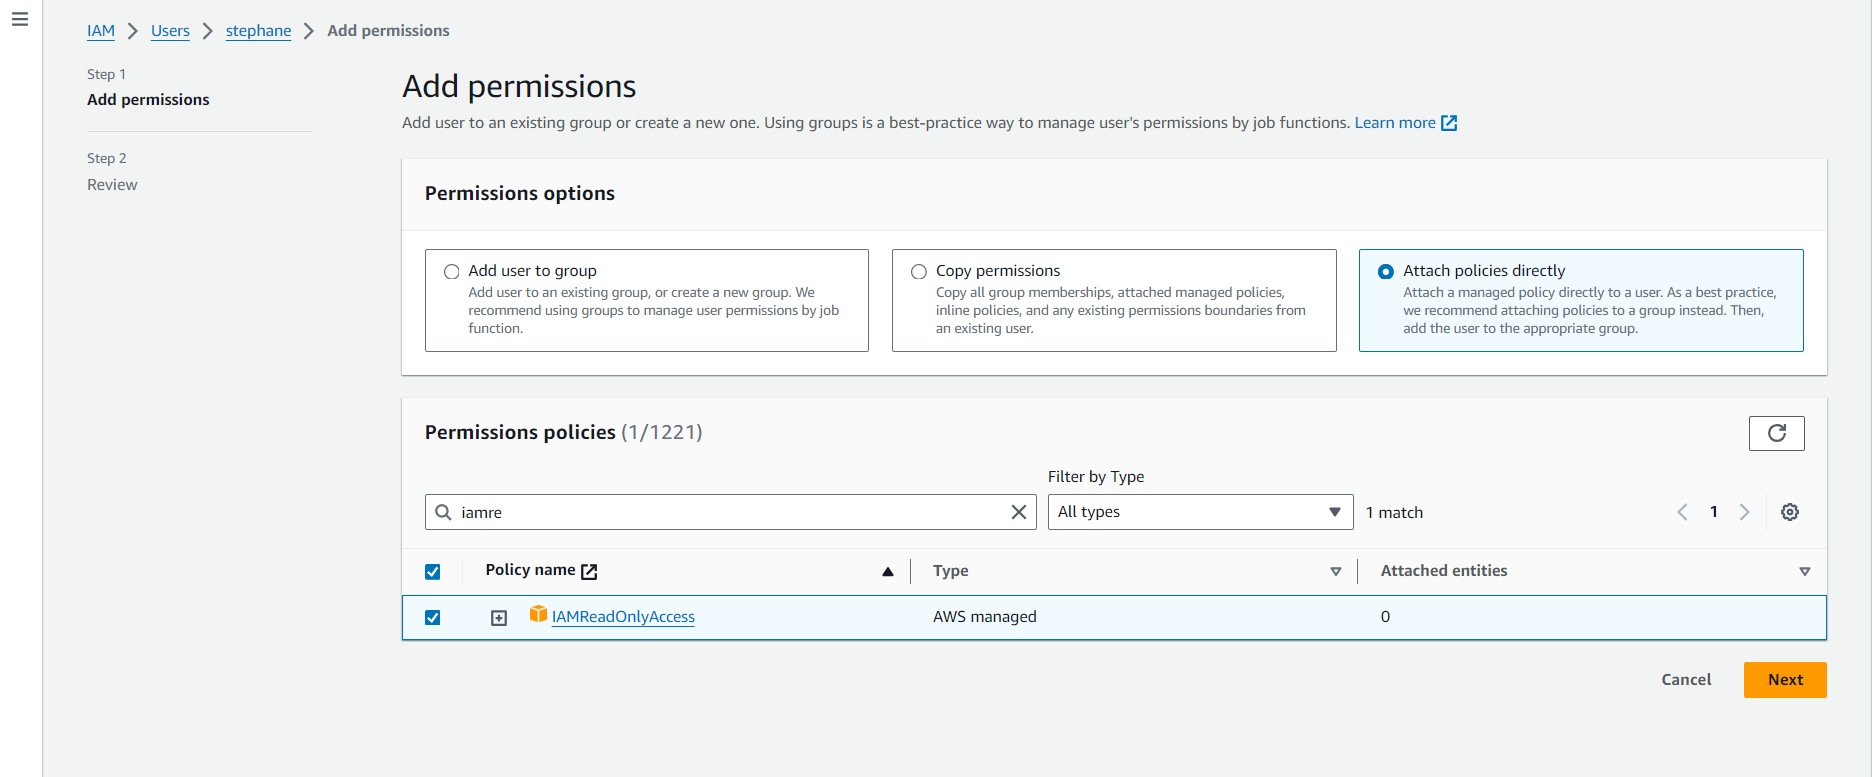 IAM > Users > stephane > Add permissions
Step 1
Add permissions
Step 2
Review
Add permissions
Add user to an existing group or create a new one. Using groups is a best-practice way to manage user's permissions by job functions. Learn more
Permissions options
Add user to group
Add user to an existing group, or create a new group. We
recommend using groups to manage user permissions by job
function.
Copy permissions
Copy all group memberships, attached managed policies,
inline policies, and any existing permissions boundaries from
an existing user.
Attach policies directly
Attach a managed policy directly to a user. As a best practice,
we recommend attaching policies to a group instead. Then,
add the user to the appropriate group.
Permissions policies (1/1221)
Filter by Type
iamre
All types
1 match
1
Policy name
Type
Attached entities
IAMReadOnlyAccess
AWS managed
0
Cancel
Next